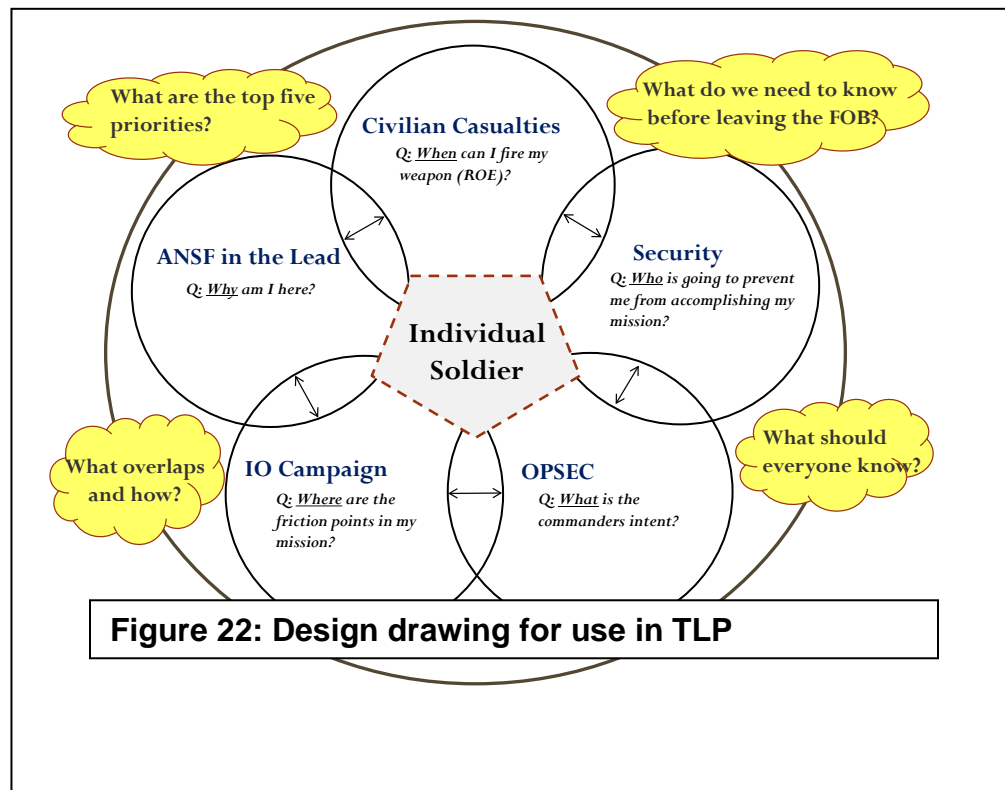 What are the top five
priorities?
What do we need to know
before leaving the FOB?
Civilian Casualties
Q: When can I fire my
weapon (ROE)?
ANSF in the Lead
Q: Why am I here?
Security
Q: Who is going to prevent
me from accomplishing my
mission?
Individual
Soldier
What overlaps
and how?
IO Campaign
Q: Where are the
friction points in my
mission?
OPSEC
Q: What is the
commanders intent?
What should
everyone know?
Figure 22: Design drawing for use in TLP